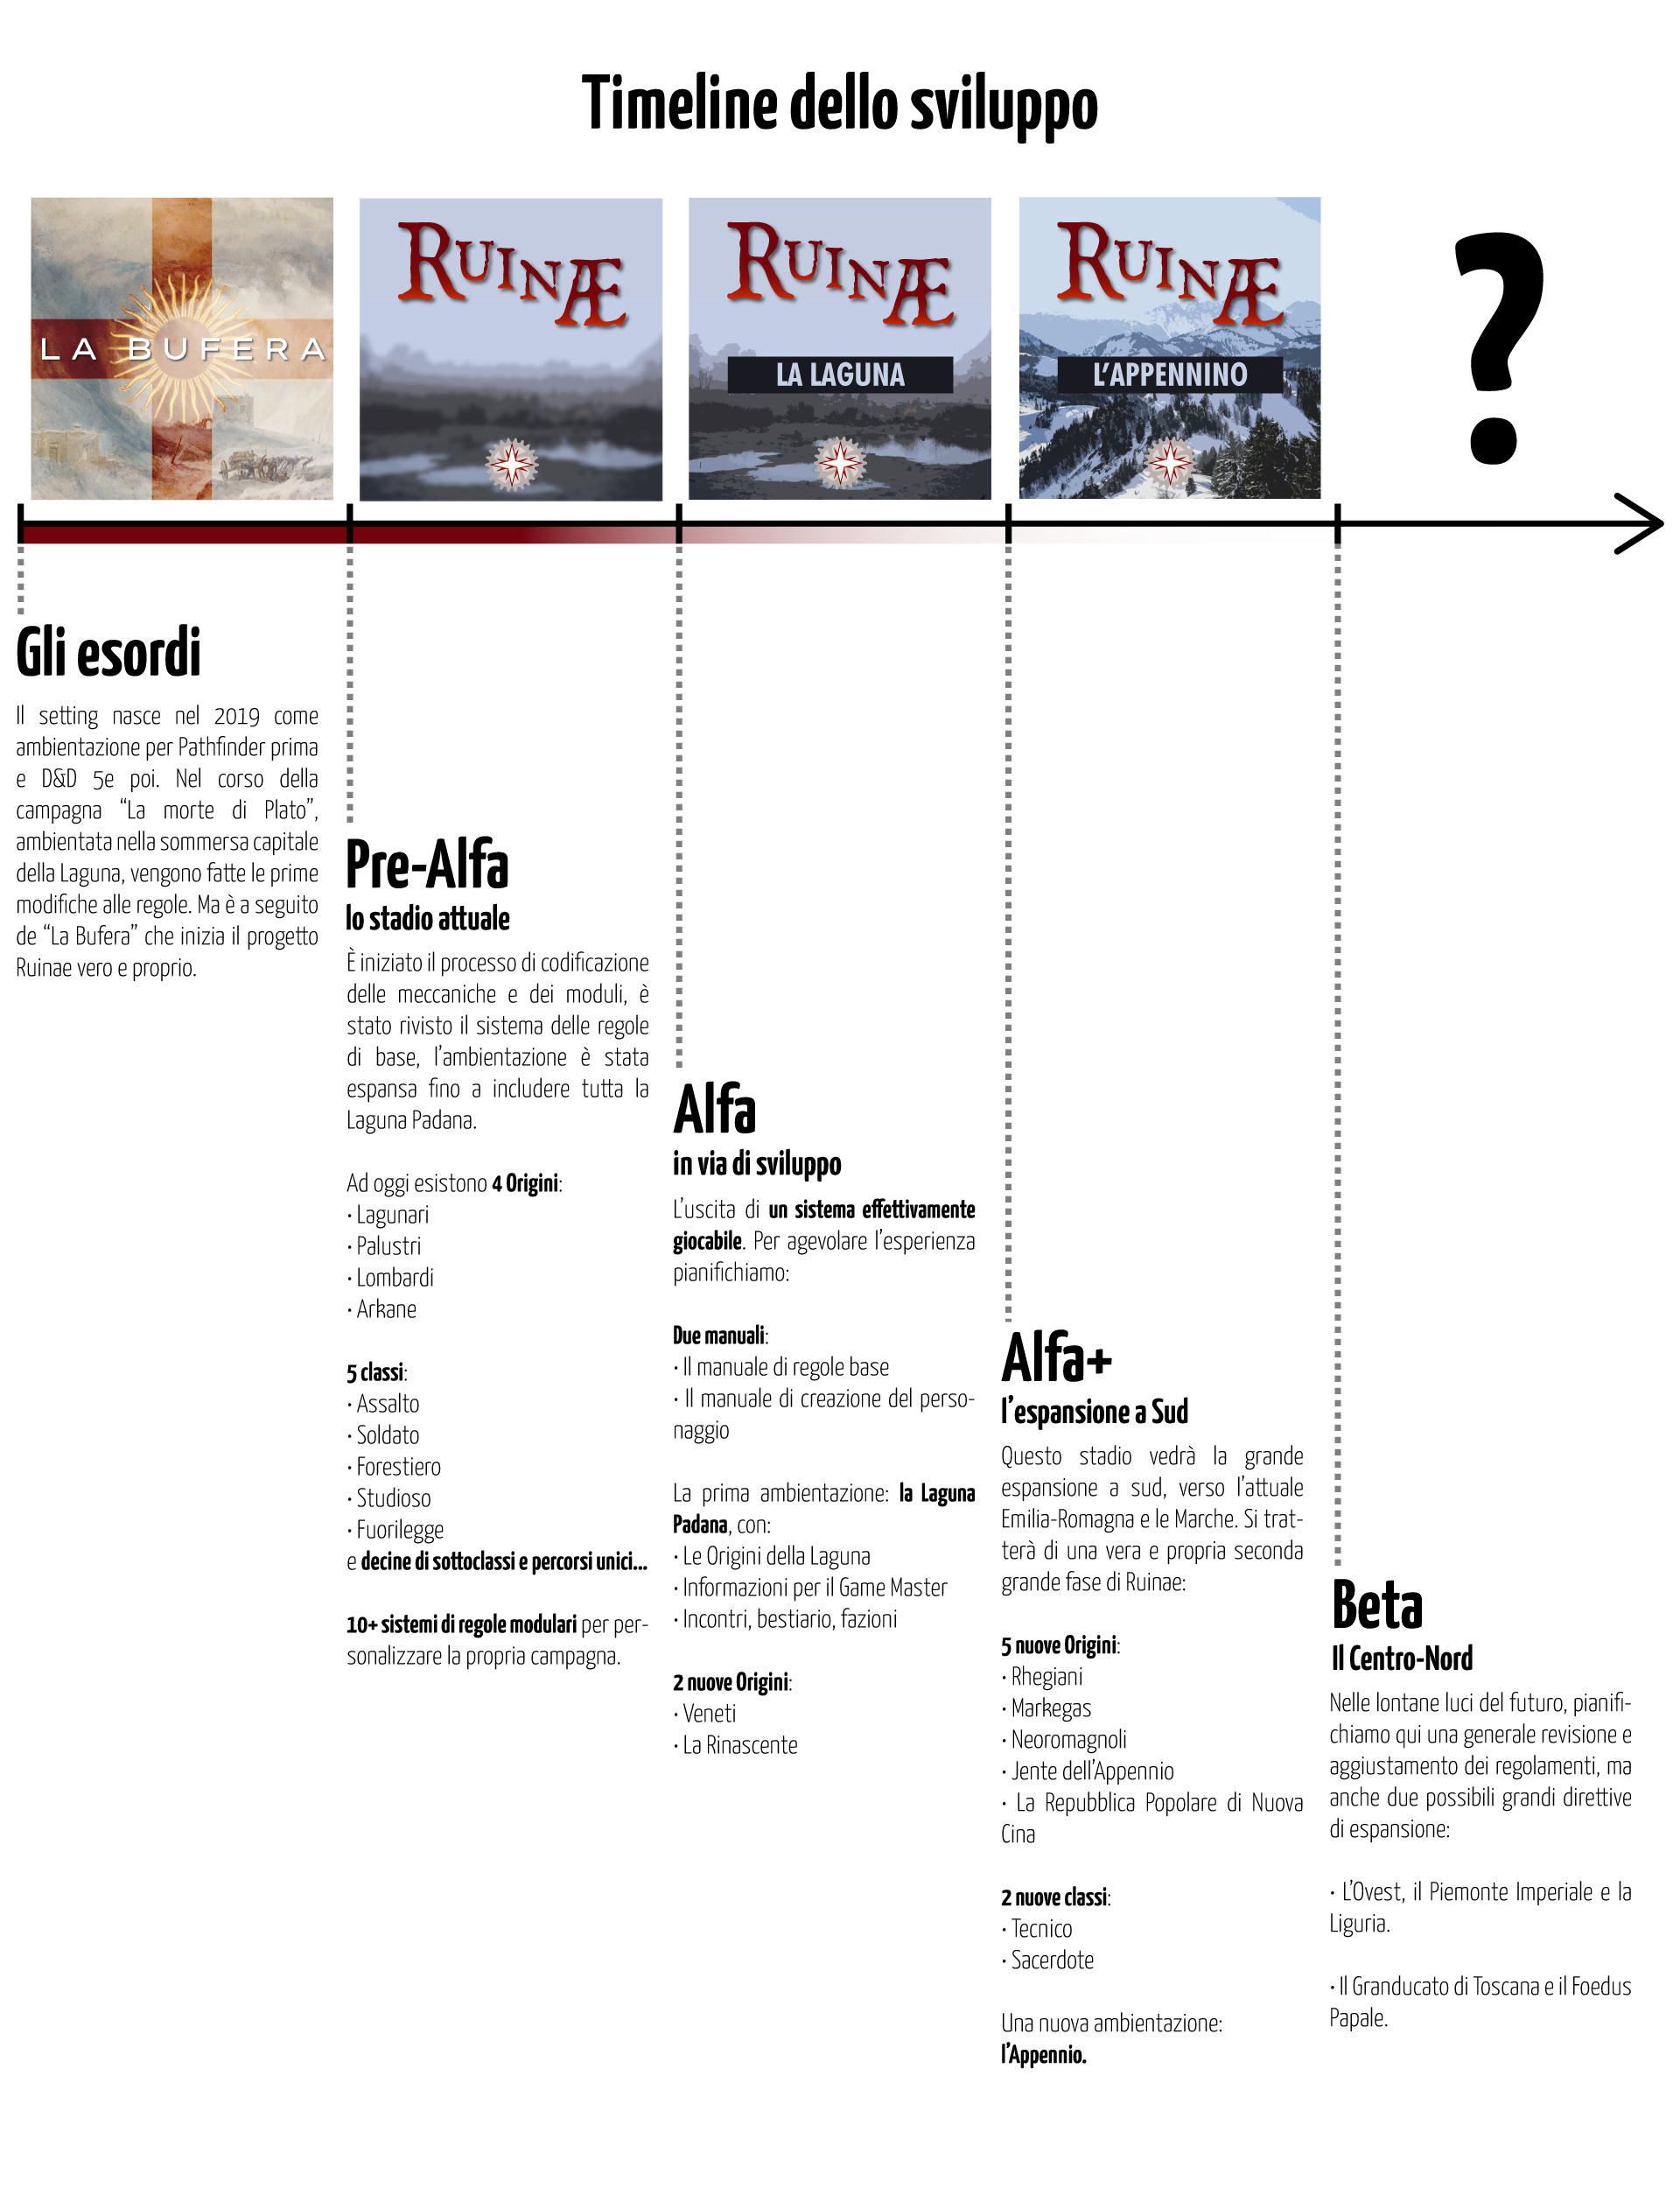 Timeline dello sviluppo
LA BUFERA
RUINÆ
RUINÆ
LA LAGUNA
RUINÆ
L'APPENNINO
?
Gli esordi
Il setting nasce nel 2019 come
ambientazione per Pathfinder prima
e D&D 5e poi. Nel corso della
campagna “La morte di Plato”,
ambientata nella sommersa capitale
della Laguna, vengono fatte le prime
modifiche alle regole. Ma è a seguito
de “La Bufera” che inizia il progetto
Ruinae vero e proprio.
Pre-Alfa
lo stadio attuale
È iniziato il processo di codificazione
delle meccaniche e dei moduli, è
stato rivisto il sistema delle regole
di base, l’ambientazione è stata
espansa fino a includere tutta la
Laguna Padana.
Ad oggi esistono 4 Origini:
· Lagunari
· Palustri
· Lombardi
· Arkane
5 classi:
· Assalto
· Soldato
· Forestiero
· Studioso
· Fuorilegge
e decine di sottoclassi e percorsi unici...
10+ sistemi di regole modulari per per-
sonalizzare la propria campagna.
Alfa
in via di sviluppo
L’uscita di un sistema effettivamente
giocabile. Per agevolare l’esperienza
pianifichiamo:
Due manuali:
· Il manuale di regole base
· Il manuale di creazione del perso-
naggio
La prima ambientazione: la Laguna
Padana, con:
· Le Origini della Laguna
· Informazioni per il Game Master
· Incontri, bestiario, fazioni
2 nuove Origini:
· Veneti
· La Rinascente
Alfa+
l’espansione a Sud
Questo stadio vedrà la grande
espansione a sud, verso l’attuale
Emilia-Romagna e le Marche. Si trat-
terà di una vera e propria seconda
grande fase di Ruinae:
5 nuove Origini:
· Rhegiani
· Markegas
· Neoromagnoli
· Jente dell’Appennio
· La Repubblica Popolare di Nuova
Cina
2 nuove classi:
· Tecnico
· Sacerdote
Una nuova ambientazione:
l’Appennio.
Beta
Il Centro-Nord
Nelle lontane luci del futuro, pianifi-
chiamo qui una generale revisione e
aggiustamento dei regolamenti, ma
anche due possibili grandi direttive
di espansione:
· L’Ovest, il Piemonte Imperiale e la
Liguria.
· Il Granducato di Toscana e il Foedus
Papale.